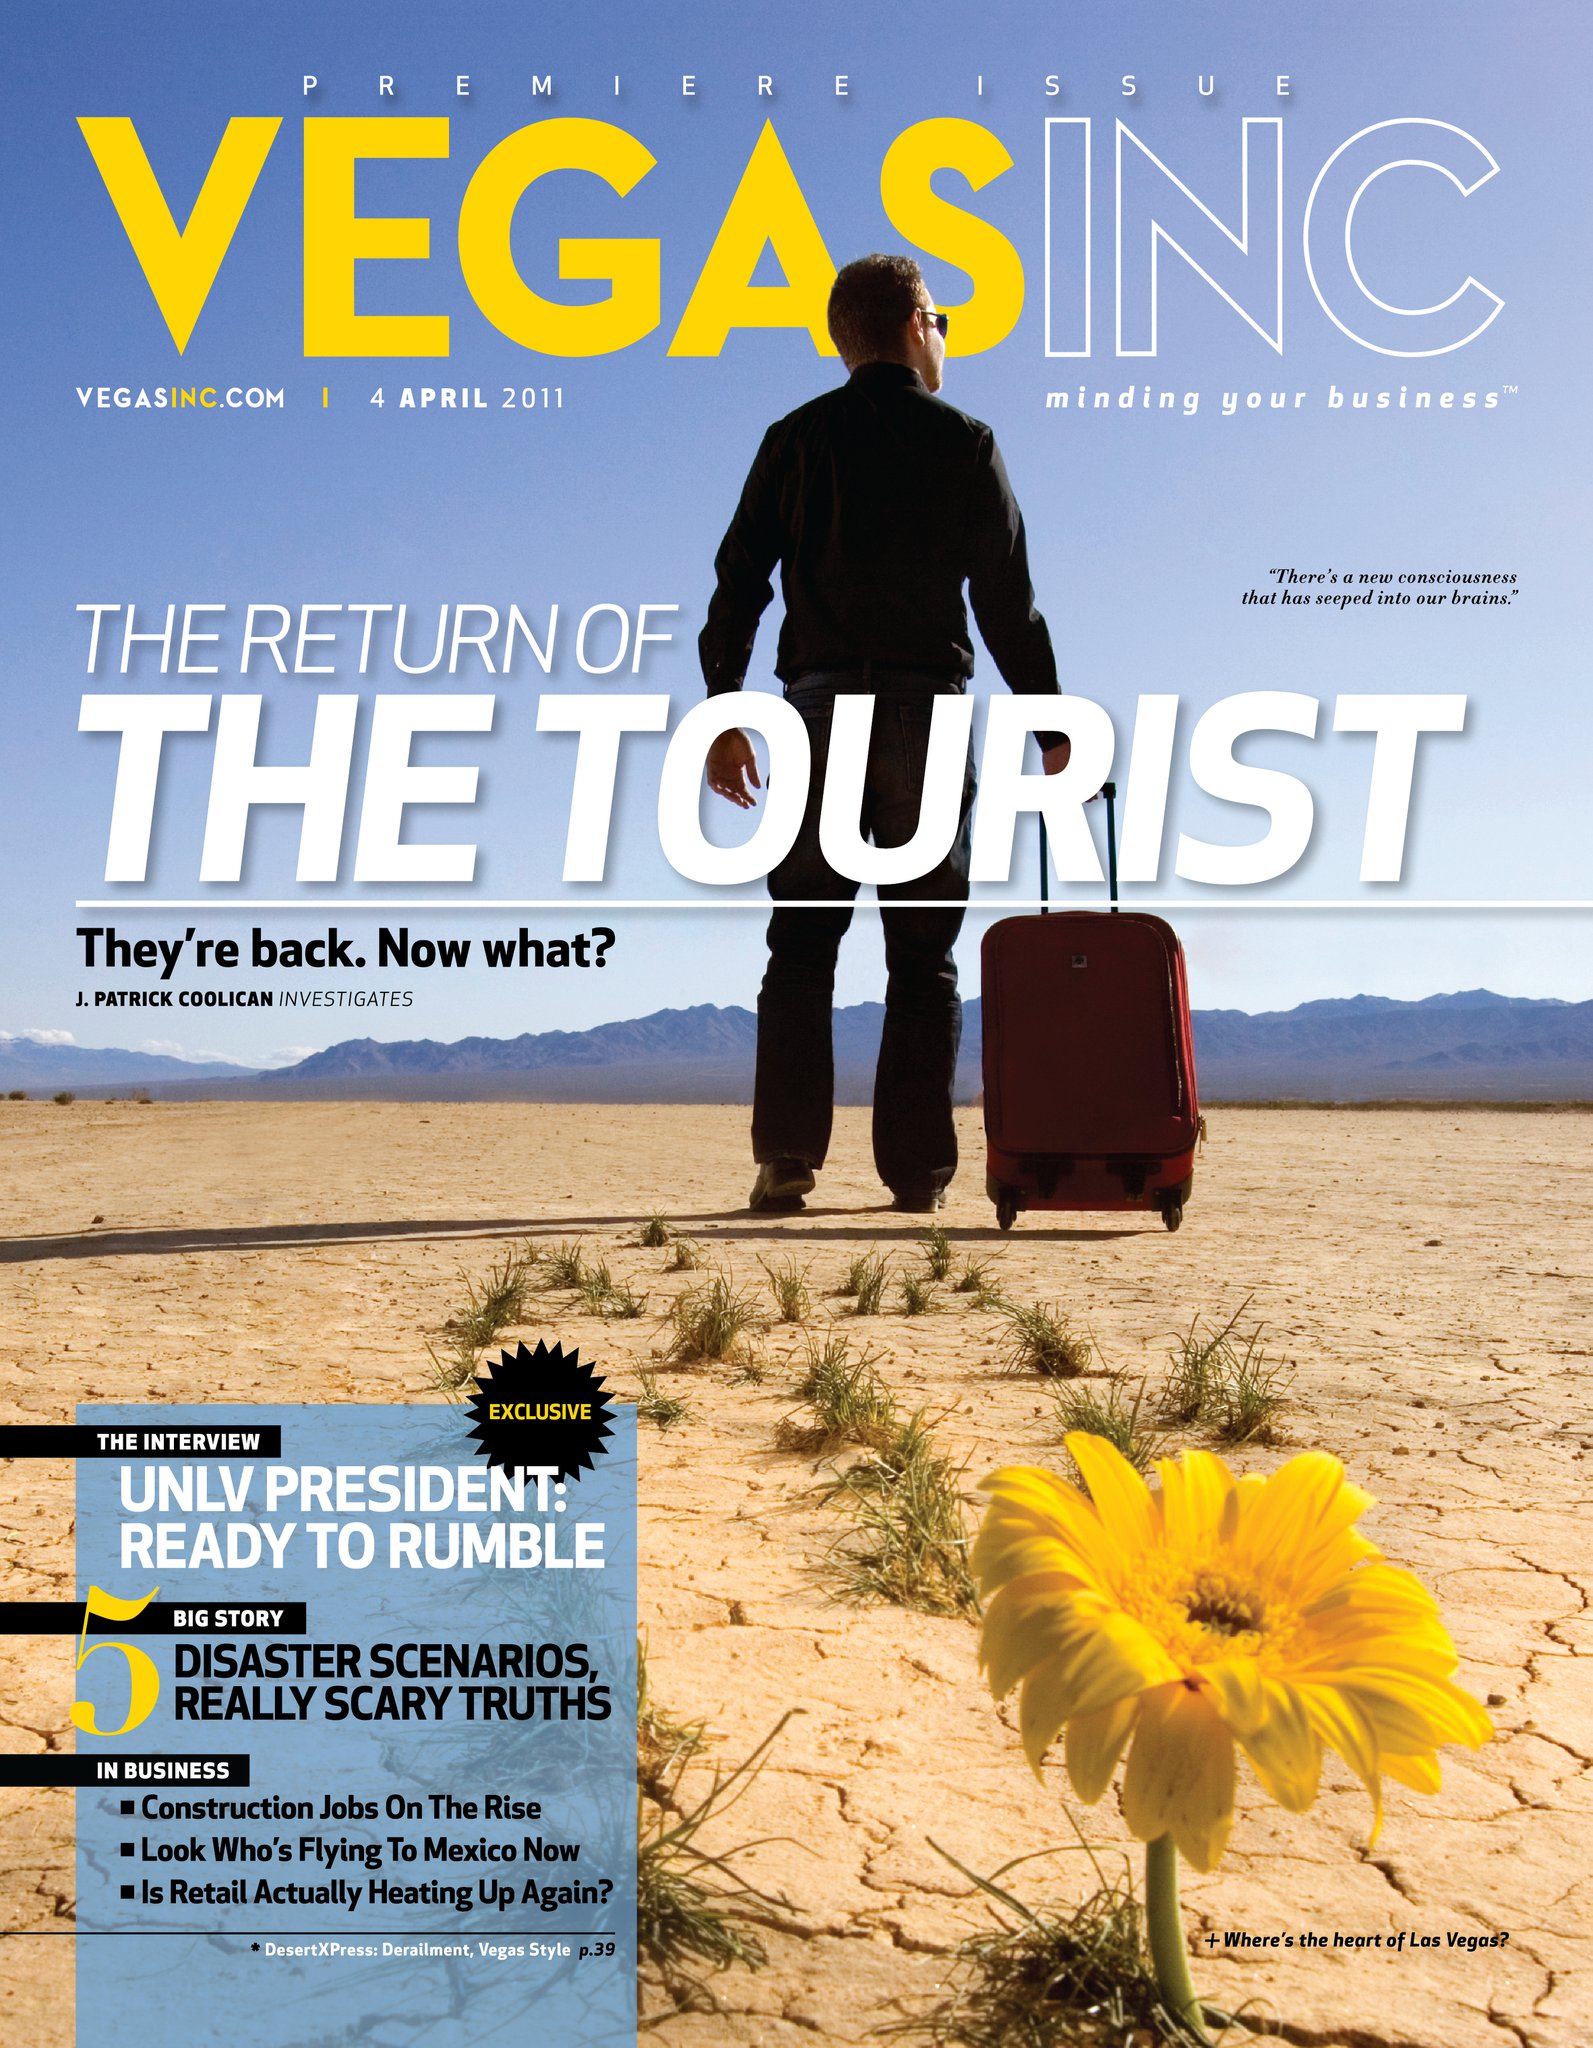 PREMIERE ISSUE
VEGASINC
VEGASINC.COM | 4 APRIL 2011
minding your business™
“There’s a new consciousness
that has seeped into our brains.”
THE RETURN OF
THE TOURIST
They’re back. Now what?
J. PATRICK COOLICAN INVESTIGATES
EXCLUSIVE
THE INTERVIEW
UNLV PRESIDENT:
READY TO RUMBLE
BIG STORY
5 DISASTER SCENARIOS,
REALLY SCARY TRUTHS
IN BUSINESS
■ Construction Jobs On The Rise
■ Look Who’s Flying To Mexico Now
■ Is Retail Actually Heating Up Again?
* DesertXPress: Derailment, Vegas Style p.39
+ Where’s the heart of Las Vegas?